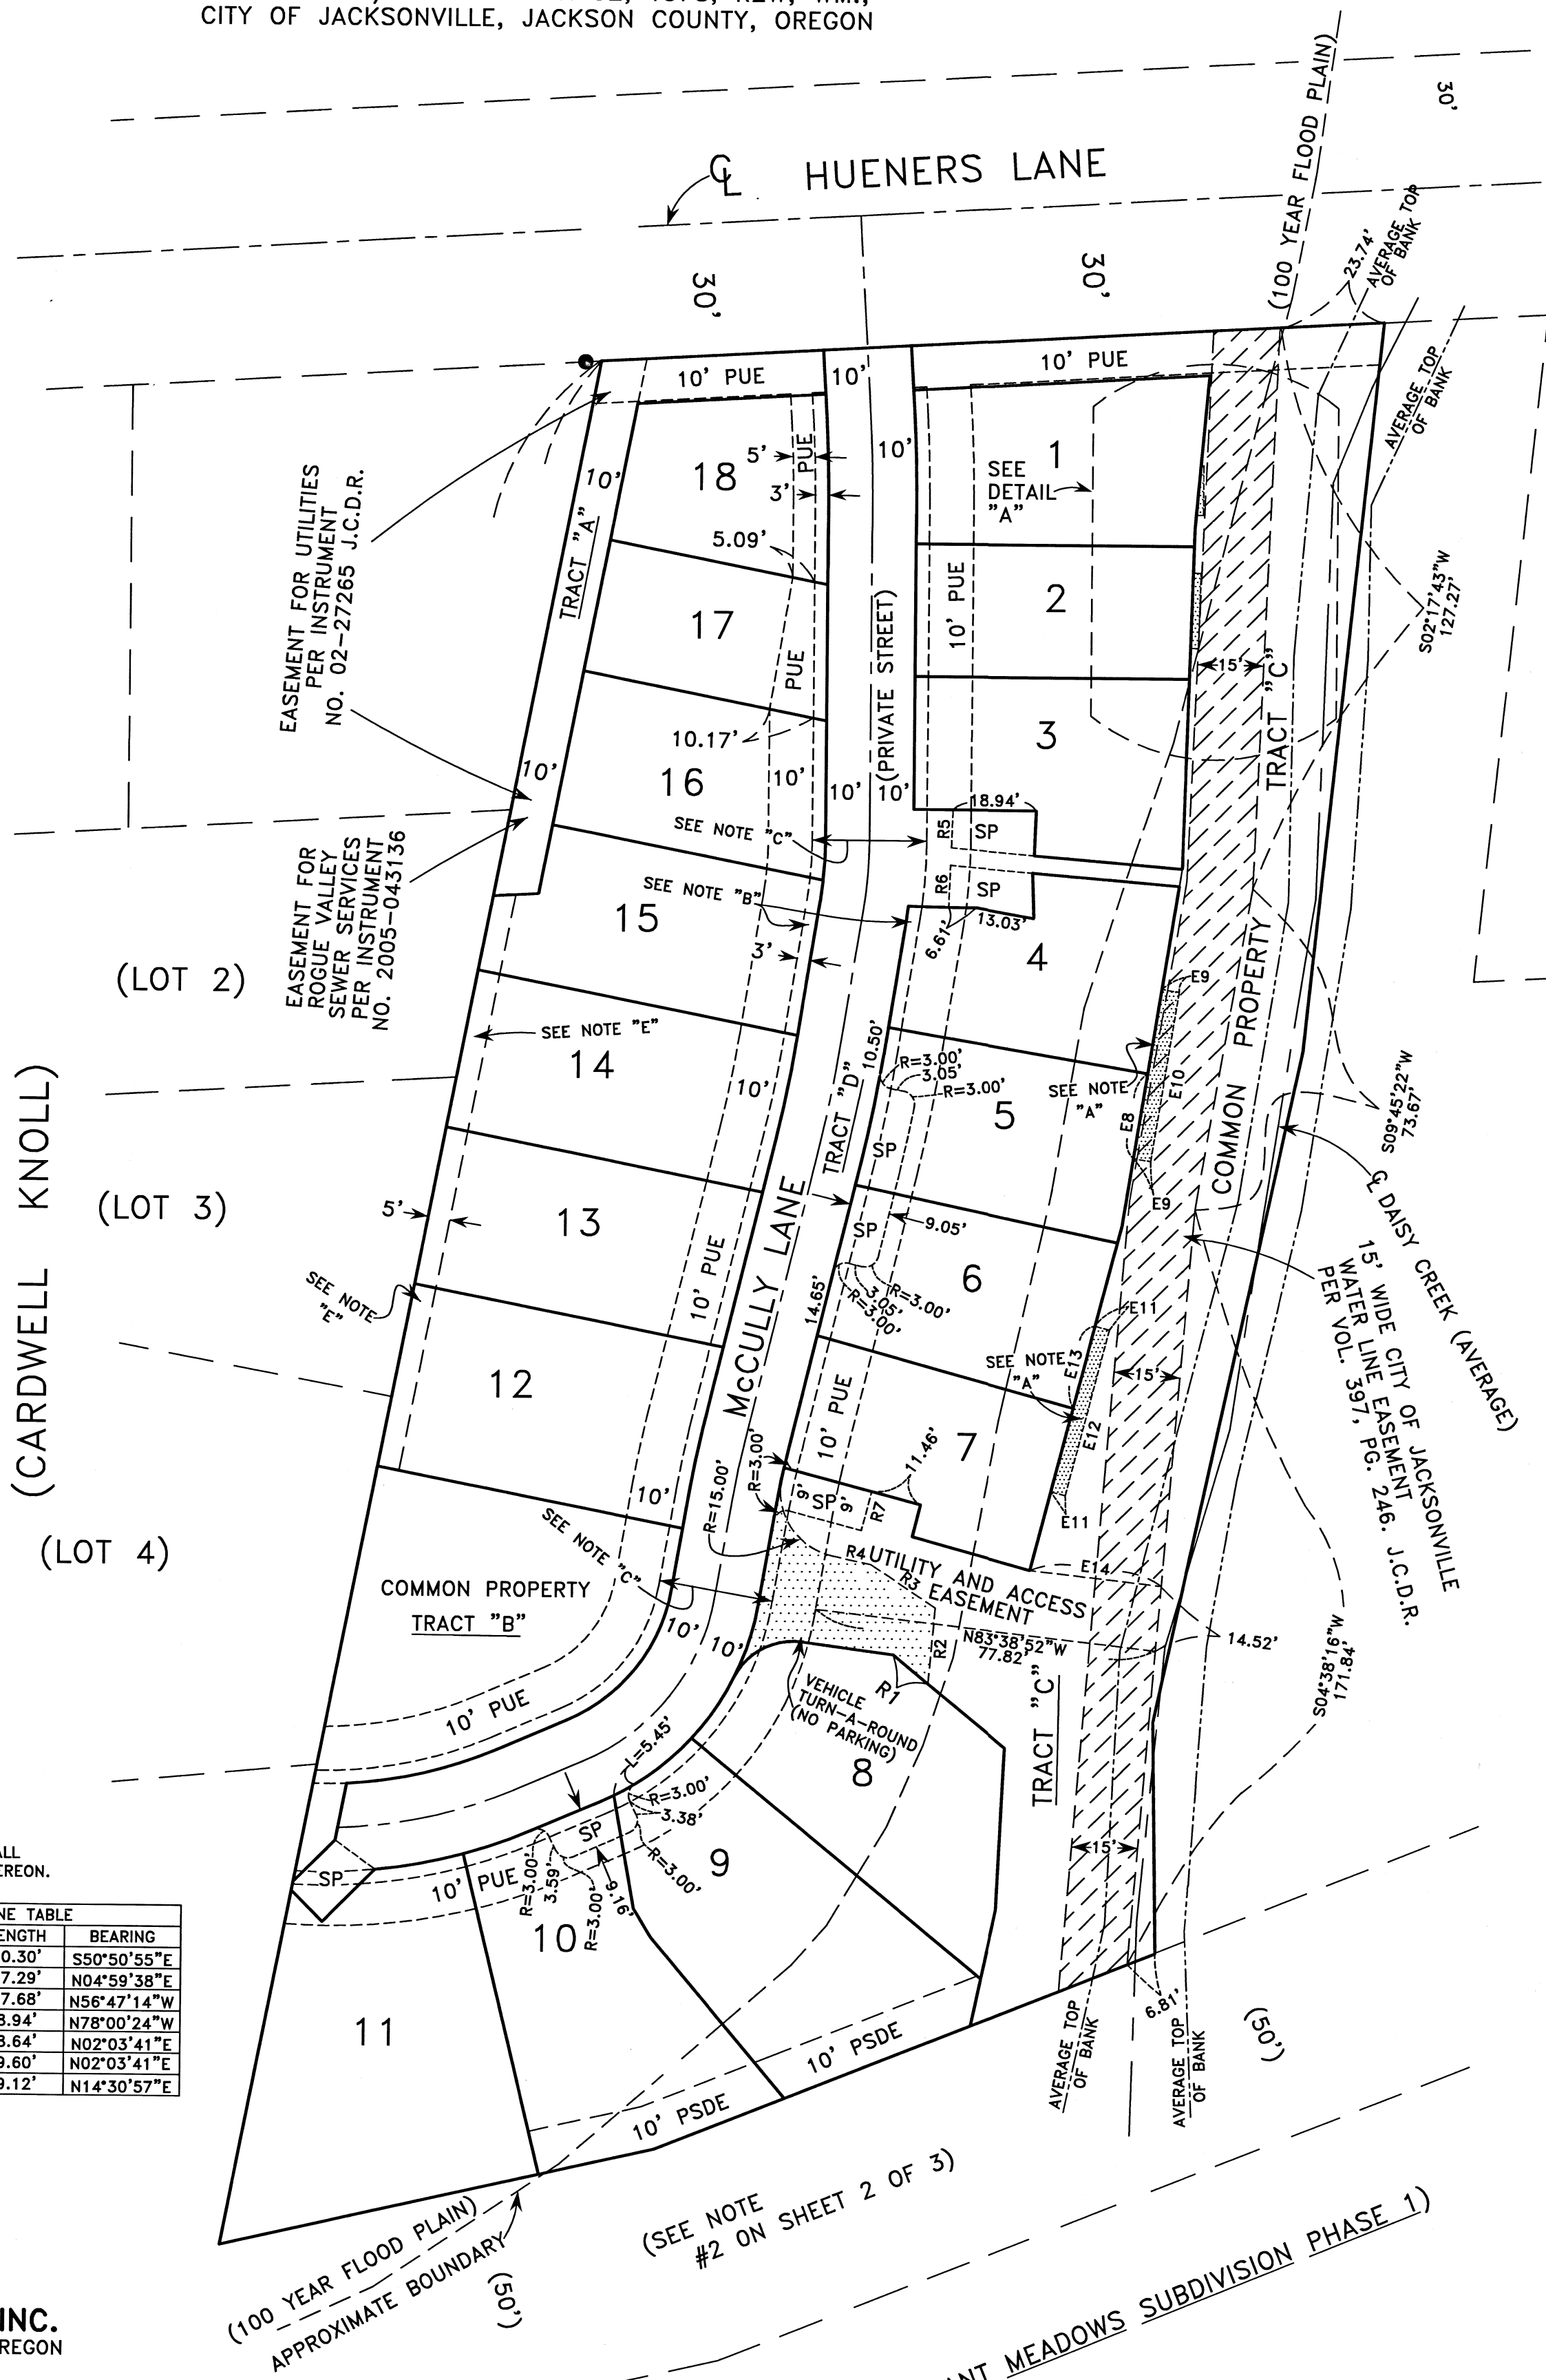 CITY OF JACKSONVILLE, JACKSON COUNTY, OREGON
30'
(100 YEAR FLOOD PLAIN)
℄ HUENERS LANE
30'
30'
23.74'
AVERAGE TOP
OF BANK
AVERAGE TOP
OF BANK
10' PUE
10'
10' PUE
18
5'
PUE
3'
10'
1
SEE
DETAIL
"A"
10'
TRACT "A"
5.09'
EASEMENT FOR UTILITIES
PER INSTRUMENT
NO. 02-27265 J.C.D.R.
17
PUE
(PRIVATE STREET)
10' PUE
2
S02°17'43"W
127.27'
15'
TRACT "C"
10.17'
3
10'
16
10'
10'
10'
18.94'
SEE NOTE "C"
R5
SP
EASEMENT FOR
ROGUE VALLEY
SEWER SERVICES
PER INSTRUMENT
NO. 2005-043136
SEE NOTE "B"
R6
SP
15
13.03'
6.61'
3'
4
(LOT 2)
E9
COMMON PROPERTY
SEE NOTE "E"
14
10.50'
R=3.00'
3.05'
R=3.00'
SEE NOTE
"A"
E10
E8
5
10'
TRACT "D"
SP
S09°45'22"W
73.67'
(CARDWELL KNOLL)
(LOT 3)
5'
13
E9
℄ DAISY CREEK (AVERAGE)
SP
9.05'
15' WIDE CITY OF JACKSONVILLE
WATER LINE EASEMENT
PER VOL. 397, PG. 246. J.C.D.R.
SEE NOTE
"E"
10' PUE
McCULLY LANE
14.65'
R=3.00'
3.05'
R=3.00'
6
E11
12
SEE NOTE
"A"
E13
15'
E12
10' PUE
7
11.46'
R=3.00'
10'
R=15.00'
9'
SP
9'
R7
E11
(LOT 4)
SEE NOTE "C"
R4
UTILITY AND ACCESS
EASEMENT
R3
E14
COMMON PROPERTY
TRACT "B"
10'
10'
R2
N83°38'52"W
77.82'
14.52'
S04°38'16"W
171.84'
R1
VEHICLE
TURN-A-ROUND
(NO PARKING)
TRACT "C"
10' PUE
8
L=5.45'
R=3.00'
3.38'
R=3.00'
SP
9
15'
SP
10' PUE
R=3.00'
3.59'
R=3.00'
9.16'
10
ALL
EREON.
NE TABLE
ENGTH BEARING
0.30' S50°50'55"E
7.29' N04°59'38"E
7.68' N56°47'14"W
3.94' N78°00'24"W
3.64' N02°03'41"E
9.60' N02°03'41"E
9.12' N14°30'57"E
11
6.81'
AVERAGE TOP
OF BANK
AVERAGE TOP
OF BANK
(50')
10' PSDE
10' PSDE
(SEE NOTE
#2 ON SHEET 2 OF 3)
(100 YEAR FLOOD PLAIN)
APPROXIMATE BOUNDARY
(50')
INC.
REGON
MEADOWS SUBDIVISION PHASE 1)